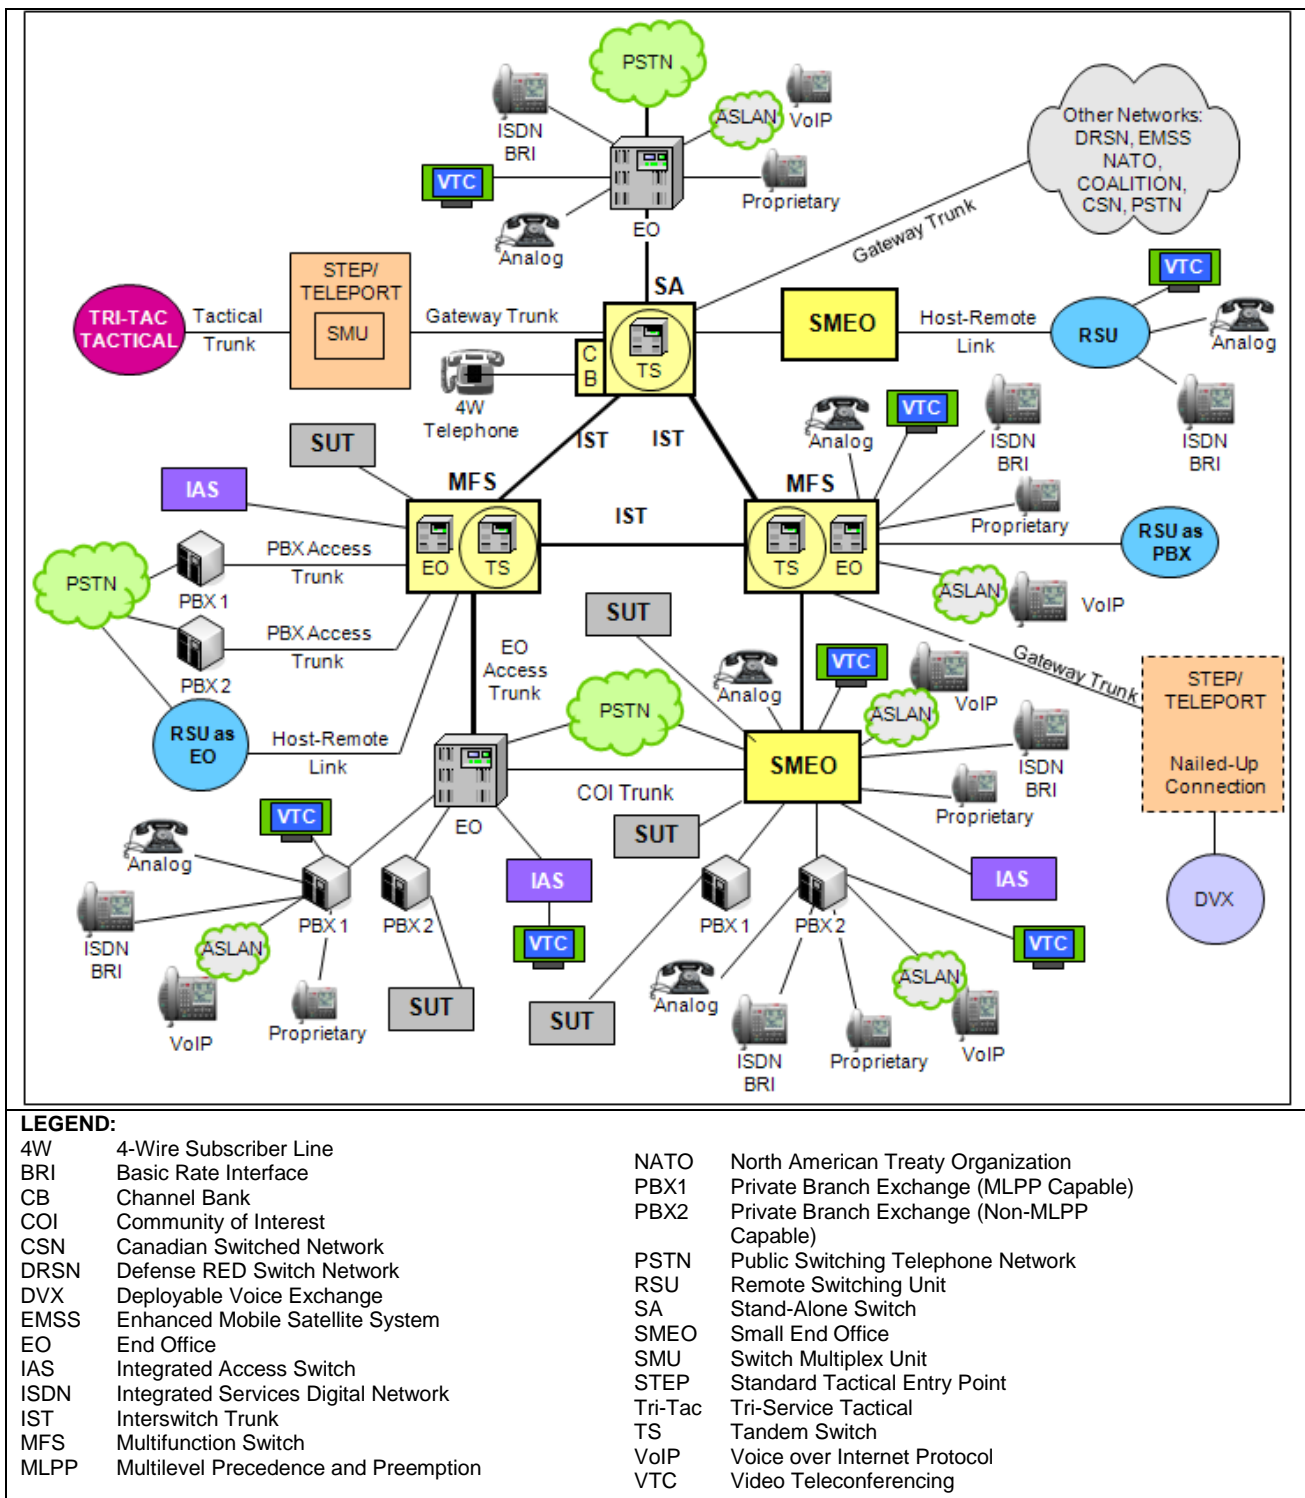 PSTN
ISDN
BRI
ASLAN
VoIP
VTC
Proprietary
Analog
EO
Other Networks:
DRSN, EMSS
NATO,
COALITION,
CSN, PSTN
Gateway Trunk
SA
STEP/
TELEPORT
SMU
TRI-TAC
TACTICAL
Tactical
Trunk
Gateway Trunk
C
B
TS
SMEO
Host-Remote
Link
RSU
VTC
Analog
ISDN
BRI
4W
Telephone
IST
IST
IST
SUT
IAS
MFS
EO
TS
MFS
TS
EO
Analog
VTC
ISDN
BRI
Proprietary
RSU as
PBX
ASLAN
VoIP
PSTN
PBX 1
PBX Access
Trunk
PBX 2
PBX Access
Trunk
RSU as
EO
Host-Remote
Link
EO
Access
Trunk
SUT
Analog
VTC
VoIP
ASLAN
Gateway Trunk
STEP/
TELEPORT
Nailed-Up
Connection
DVX
PSTN
COI Trunk
SMEO
ISDN
BRI
Proprietary
EO
SUT
IAS
VTC
Analog
ISDN
BRI
ASLAN
VoIP
Proprietary
PBX 1
PBX 2
SUT
IAS
VTC
PBX 1
PBX 2
SUT
Analog
ISDN
BRI
Proprietary
ASLAN
VoIP
VTC
LEGEND:
4W 4-Wire Subscriber Line
BRI Basic Rate Interface
CB Channel Bank
COI Community of Interest
CSN Canadian Switched Network
DRSN Defense RED Switch Network
DVX Deployable Voice Exchange
EMSS Enhanced Mobile Satellite System
EO End Office
IAS Integrated Access Switch
ISDN Integrated Services Digital Network
IST Interswitch Trunk
MFS Multifunction Switch
MLPP Multilevel Precedence and Preemption
NATO North American Treaty Organization
PBX1 Private Branch Exchange (MLPP Capable)
PBX2 Private Branch Exchange (Non-MLPP
Capable)
PSTN Public Switching Telephone Network
RSU Remote Switching Unit
SA Stand-Alone Switch
SMEO Small End Office
SMU Switch Multiplex Unit
STEP Standard Tactical Entry Point
Tri-Tac Tri-Service Tactical
TS Tandem Switch
VoIP Voice over Internet Protocol
VTC Video Teleconferencing